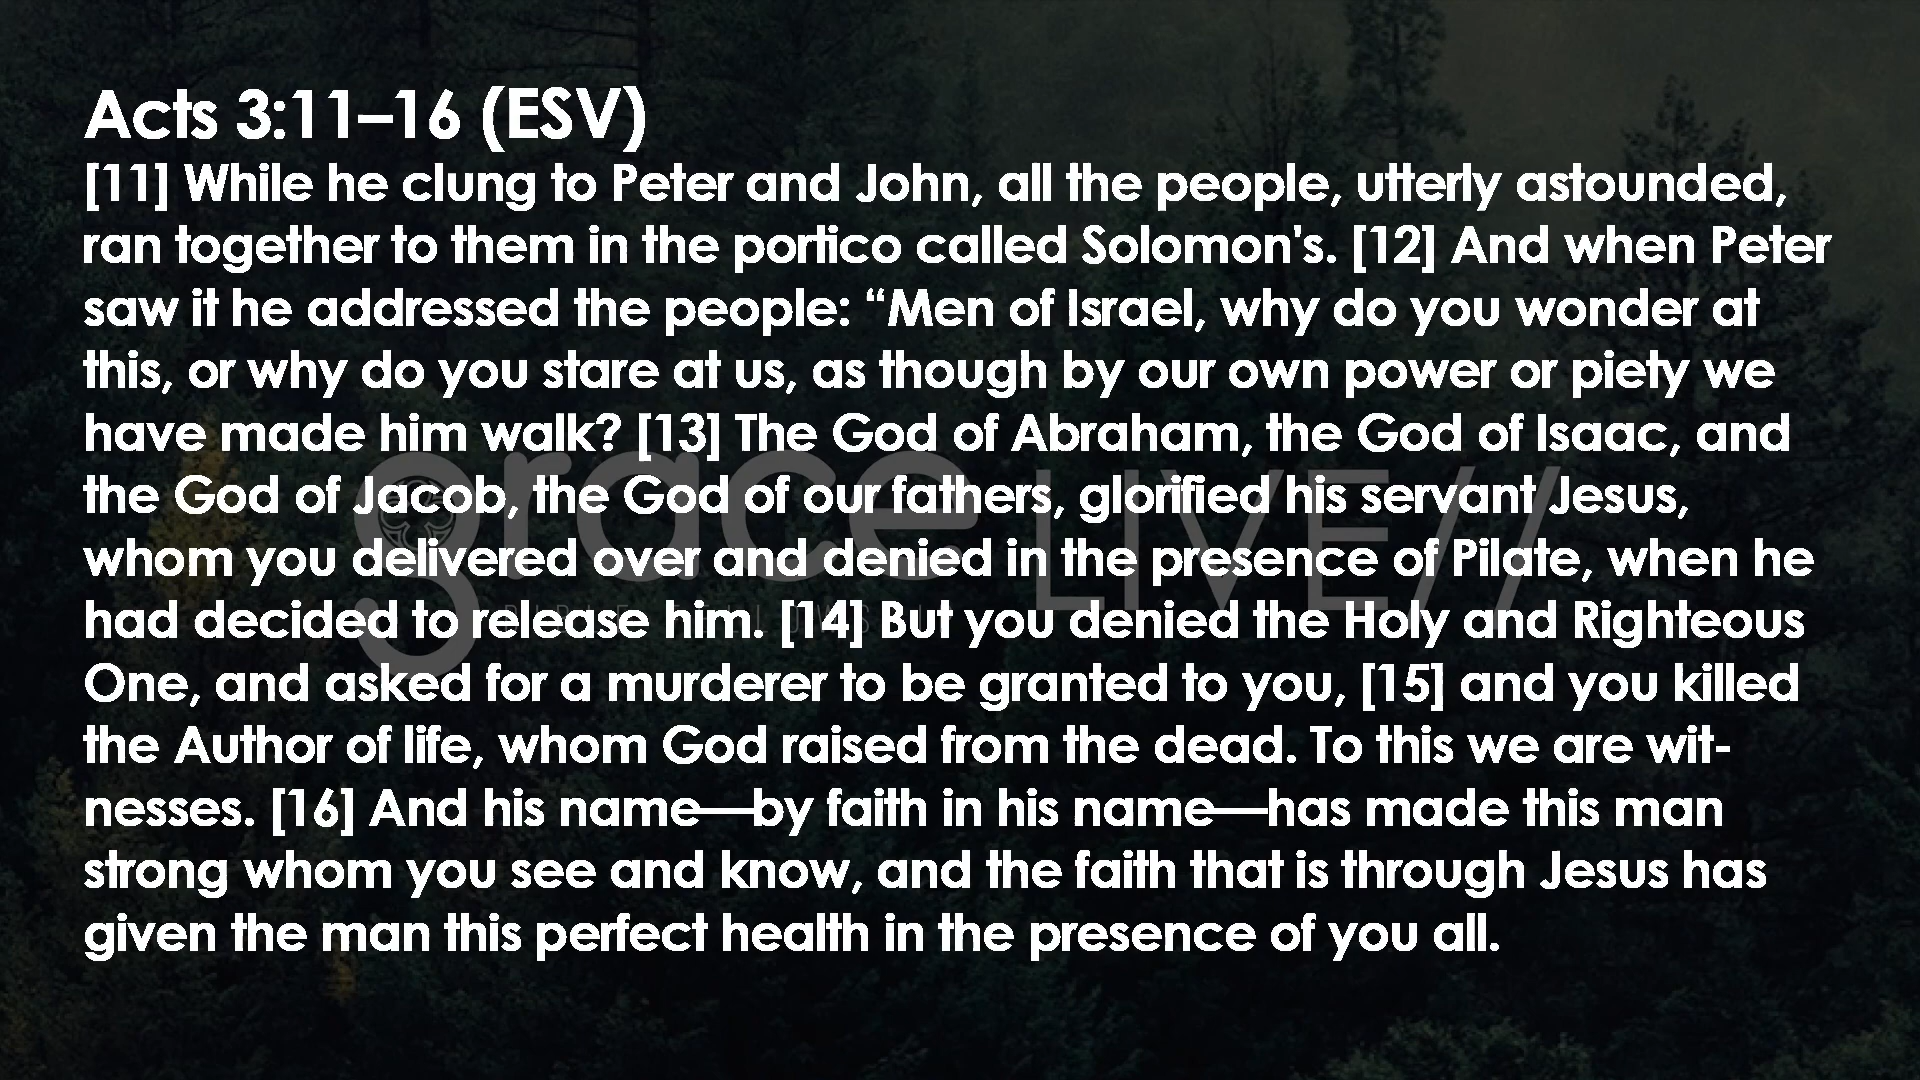 Acts 3:11–16 (ESV)
[11] While he clung to Peter and John, all the people, utterly astounded,
ran together to them in the portico called Solomon's. [12] And when Peter
saw it he addressed the people: “Men of Israel, why do you wonder at
this, or why do you stare at us, as though by our own power or piety we
have made him walk? [13] The God of Abraham, the God of Isaac, and
the God of Jacob, the God of our fathers, glorified his servant Jesus,
whom you delivered over and denied in the presence of Pilate, when he
had decided to release him. [14] But you denied the Holy and Righteous
One, and asked for a murderer to be granted to you, [15] and you killed
the Author of life, whom God raised from the dead. To this we are wit-
nesses. [16] And his name—by faith in his name—has made this man
strong whom you see and know, and the faith that is through Jesus has
given the man this perfect health in the presence of you all.
grace LIVE//